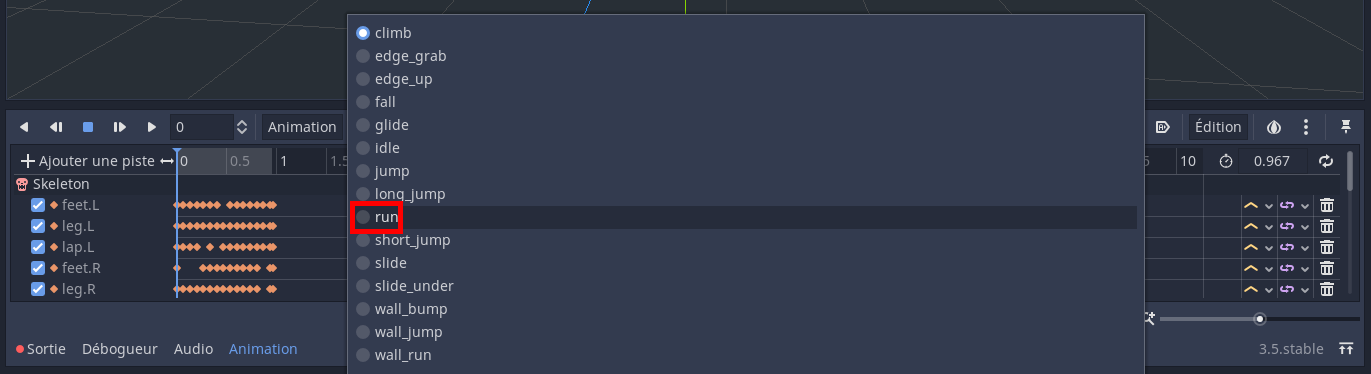 climb
edge_grab
edge_up
fall
glide
idle
jump
long_jump
run
short_jump
slide
slide_under
wall_bump
wall_jump
wall_run
0 Animation Édition
Ajouter une piste 0 0.5 1 1.5 10 0.967
Skeleton
feet.L
leg.L
lap.L
feet.R
leg.R
Sortie Débogueur Audio Animation 3.5.stable